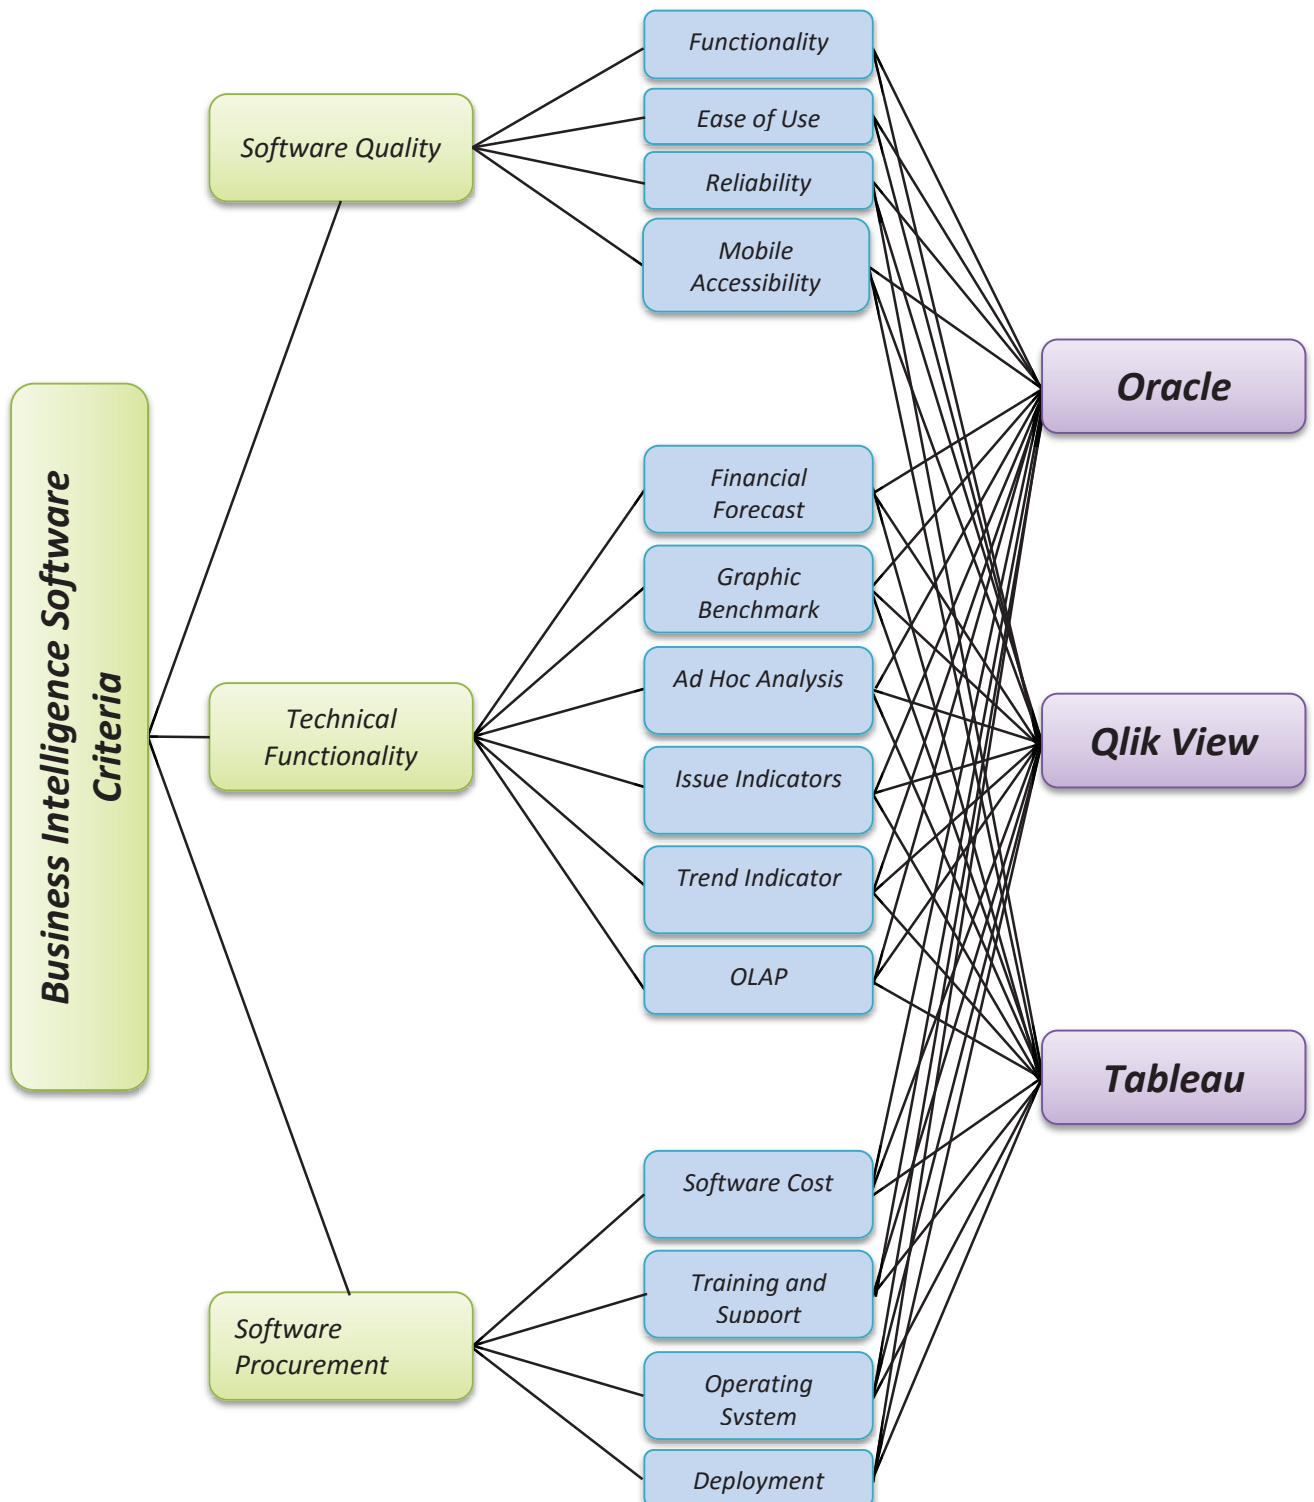 Business Intelligence Software
Criteria
Software Quality
Technical
Functionality
Software
Procurement
Functionality
Ease of Use
Reliability
Mobile
Accessibility
Financial
Forecast
Graphic
Benchmark
Ad Hoc Analysis
Issue Indicators
Trend Indicator
OLAP
Software Cost
Training and
Support
Operating
System
Deployment
Oracle
Qlik View
Tableau